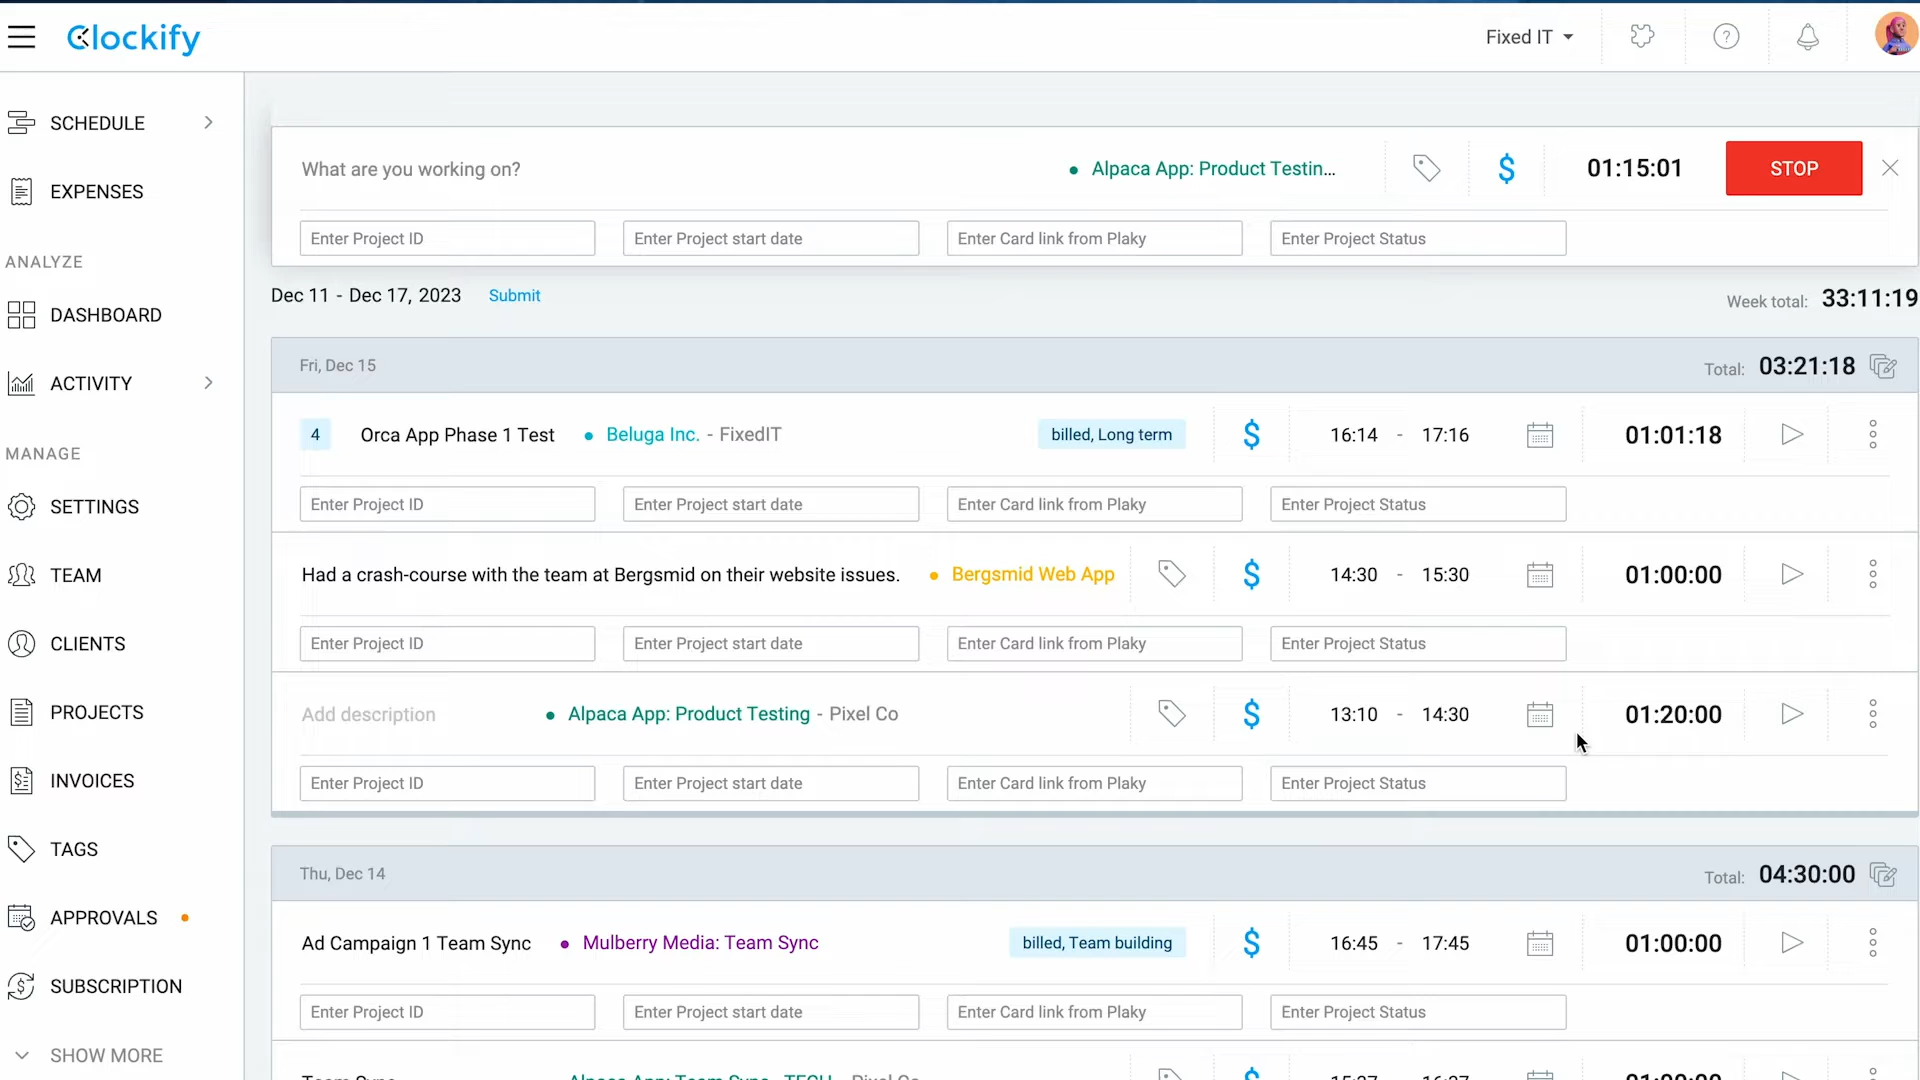 Clockify
Fixed IT
SCHEDULE
EXPENSES
ANALYZE
DASHBOARD
ACTIVITY
MANAGE
SETTINGS
TEAM
CLIENTS
PROJECTS
INVOICES
TAGS
APPROVALS
SUBSCRIPTION
SHOW MORE
What are you working on? Alpaca App: Product Testin... $ 01:15:01 STOP
Enter Project ID Enter Project start date Enter Card link from Plaky Enter Project Status
Dec 11 - Dec 17, 2023 Submit Week total: 33:11:19
Fri, Dec 15 Total: 03:21:18
4 Orca App Phase 1 Test Beluga Inc. - FixedIT billed, Long term $ 16:14 - 17:16 01:01:18
Enter Project ID Enter Project start date Enter Card link from Plaky Enter Project Status
Had a crash-course with the team at Bergsmid on their website issues. Bergsmid Web App $ 14:30 - 15:30 01:00:00
Enter Project ID Enter Project start date Enter Card link from Plaky Enter Project Status
Add description Alpaca App: Product Testing - Pixel Co $ 13:10 - 14:30 01:20:00
Enter Project ID Enter Project start date Enter Card link from Plaky Enter Project Status
Thu, Dec 14 Total: 04:30:00
Ad Campaign 1 Team Sync Mulberry Media: Team Sync billed, Team building $ 16:45 - 17:45 01:00:00
Enter Project ID Enter Project start date Enter Card link from Plaky Enter Project Status
Team Sync Alpaca App: Team Sync - TECH - Pixel Co